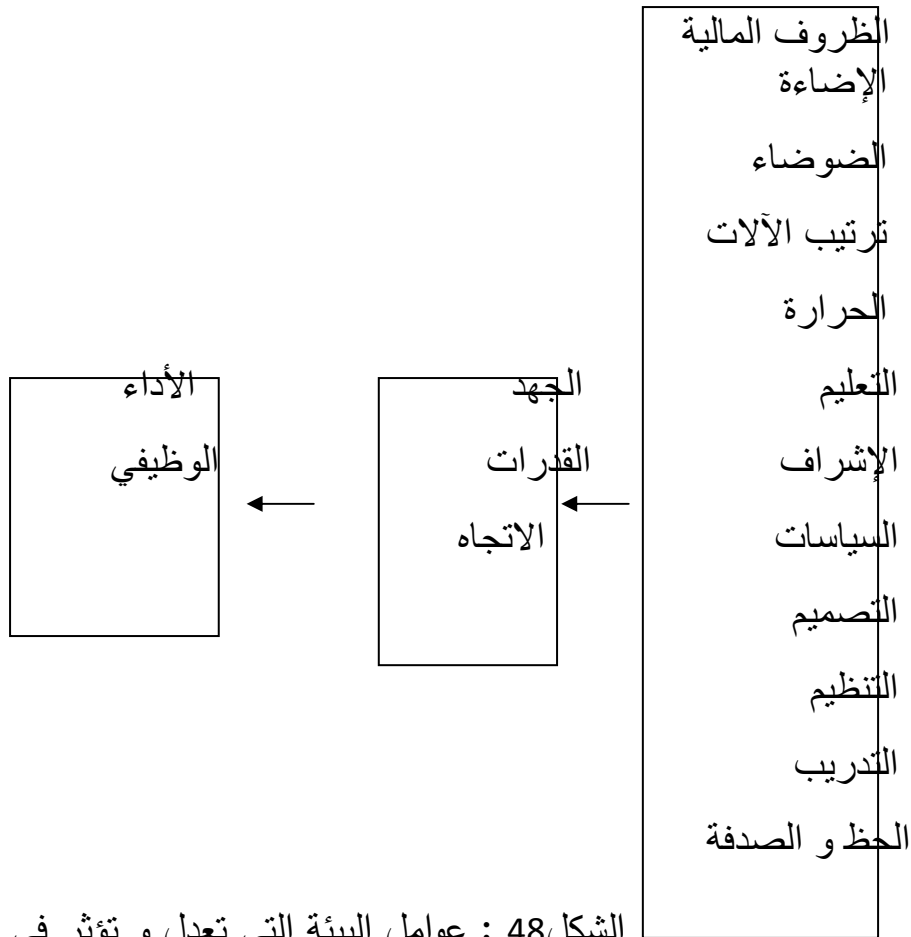 الظروف المالية
الإضاءة
الضوضاء
ترتيب الآلات
الحرارة
التعليم
الإشراف
السياسات
التصميم
التنظيم
التدريب
الحظ و الصدفة
الجهد
القدرات
الاتجاه
الأداء
الوظيفي
الشكل48 : عوامل البيئة التي تعدل و تؤثر في